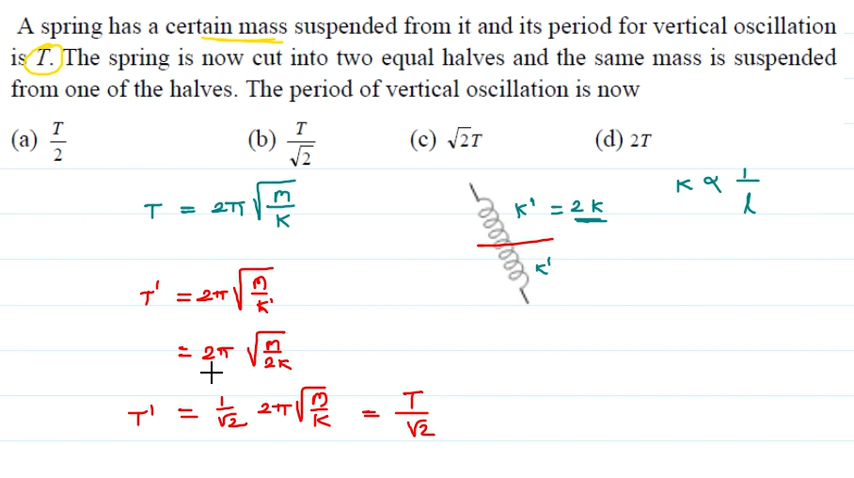 A spring has a certain mass suspended from it and its period for vertical oscillation
is T. The spring is now cut into two equal halves and the same mass is suspended
from one of the halves. The period of vertical oscillation is now
(a) T/2 (b) T/√2 (c) √2T (d) 2T
T = 2π √(m/K) K' = 2K K ∝ 1/l
K'
T' = 2π √(m/K')
= 2π √(m/2K)
T' = 1/√2 2π √(m/K) = T/√2